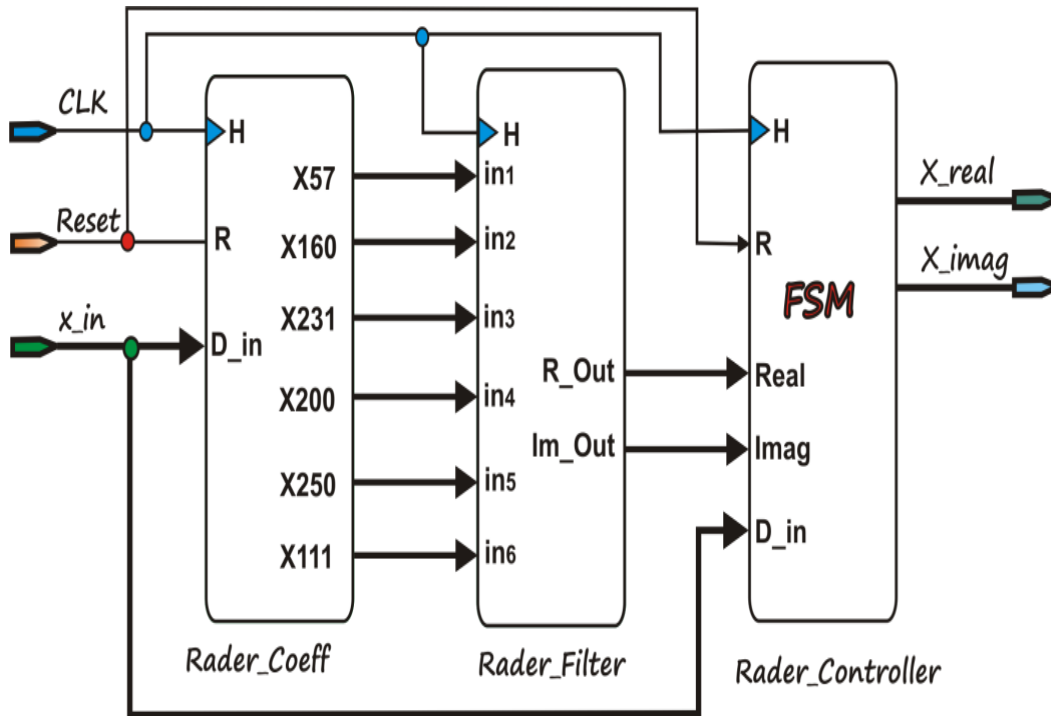 CLK
Reset
x_in
H
R
D_in
X57
X160
X231
X200
X250
X111
Rader_Coeff
H
in1
in2
in3
in4
in5
in6
R_Out
Im_Out
Rader_Filter
H
R
FSM
Real
Imag
D_in
Rader_Controller
X_real
X_imag